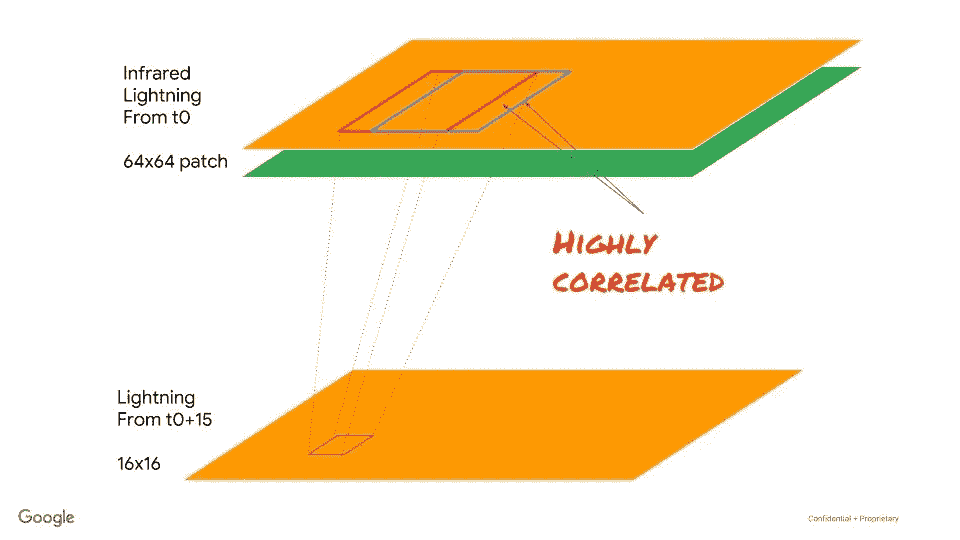 Infrared
Lightning
From t0
64x64 patch
HIGHLY
CORRELATED
Lightning
From t0+15
16x16
Google
Confidential + Proprietary